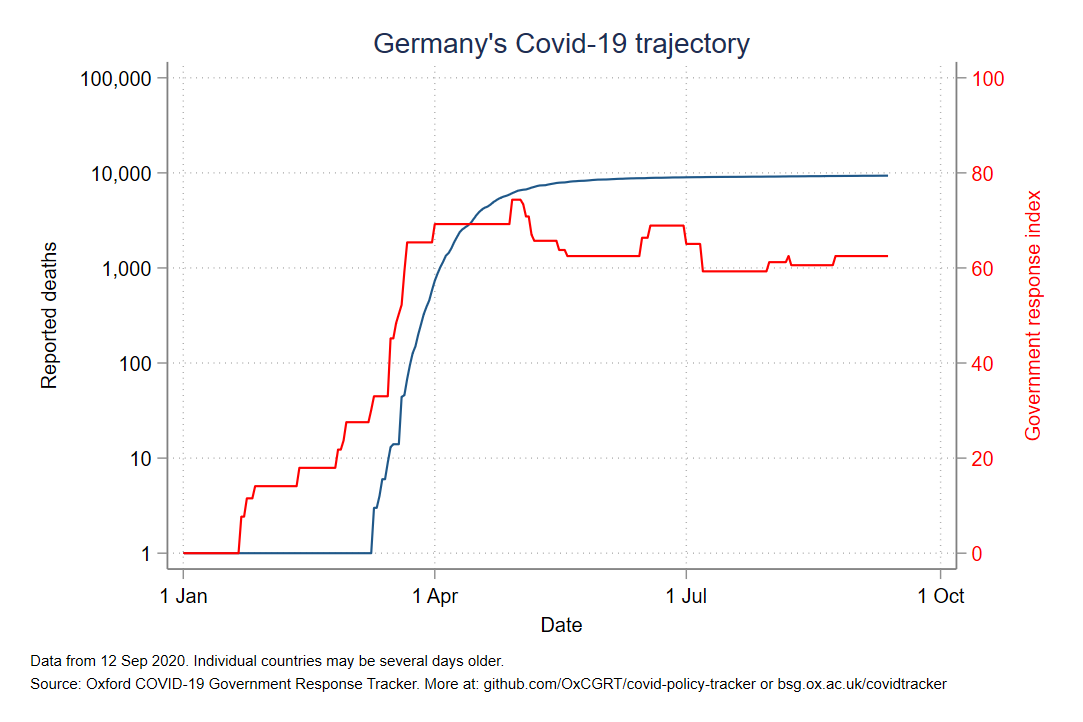 Germany's Covid-19 trajectory
100,000
10,000
1,000
100
10
1
Reported deaths
100
80
60
40
20
0
Government response index
1 Jan
1 Apr
1 Jul
1 Oct
Date
Data from 12 Sep 2020. Individual countries may be several days older.
Source: Oxford COVID-19 Government Response Tracker. More at: github.com/OxCGRT/covid-policy-tracker or bsg.ox.ac.uk/covidtracker